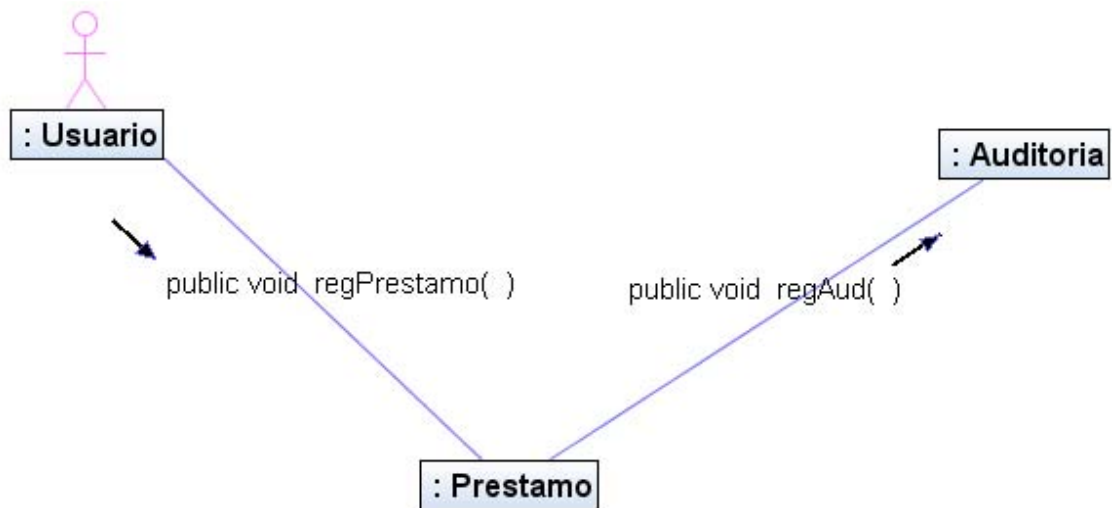 : Usuario
: Auditoria
public void regPrestamo( )
public void regAud( )
: Prestamo